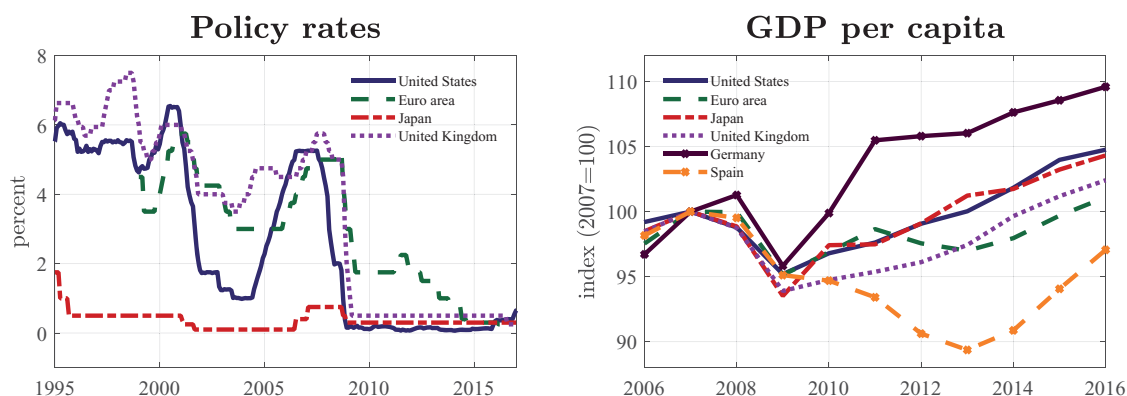 Policy rates
percent
8
6
4
2
0
1995 2000 2005 2010 2015
United States
Euro area
Japan
United Kingdom
GDP per capita
index (2007=100)
110
105
100
95
90
2006 2008 2010 2012 2014 2016
United States
Euro area
Japan
United Kingdom
Germany
Spain